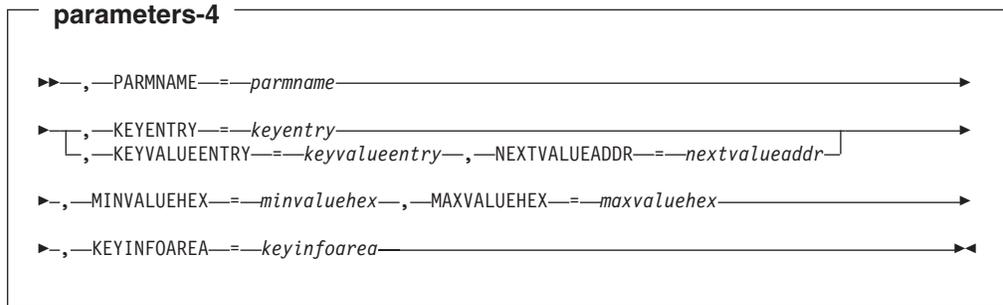 parameters-4
, PARMNAME = parmname
, KEYENTRY = keyentry
, KEYVALUEENTRY = keyvalueentry , NEXTVALUEADDR = nextvalueaddr
, MINVALUEHEX = minvaluehex , MAXVALUEHEX = maxvaluehex
, KEYINFOAREA = keyinfoarea